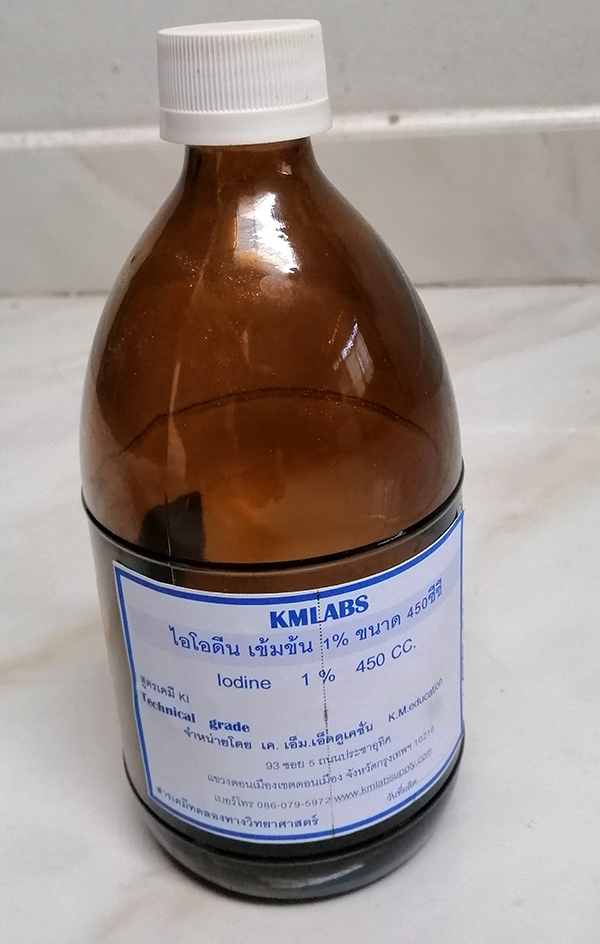 KMLABS
ไอโอดีน เข้มข้น 1% ขนาด 450ซีซี
Iodine 1 % 450 CC.
สูตรเคมี KI
Technical grade
จำหน่ายโดย เค. เอ็ม.เอ็ดดูเคชั่น K.M.education
93 ซอย 5 ถนนประชาอุทิศ
แขวงดอนเมืองเขตดอนเมือง จังหวัดกรุงเทพฯ 10210
เบอร์โทร 086-079-5972 www.kmlabsupply.com
สารเคมีทดลองทางวิทยาศาสตร์ วันที่ผลิต